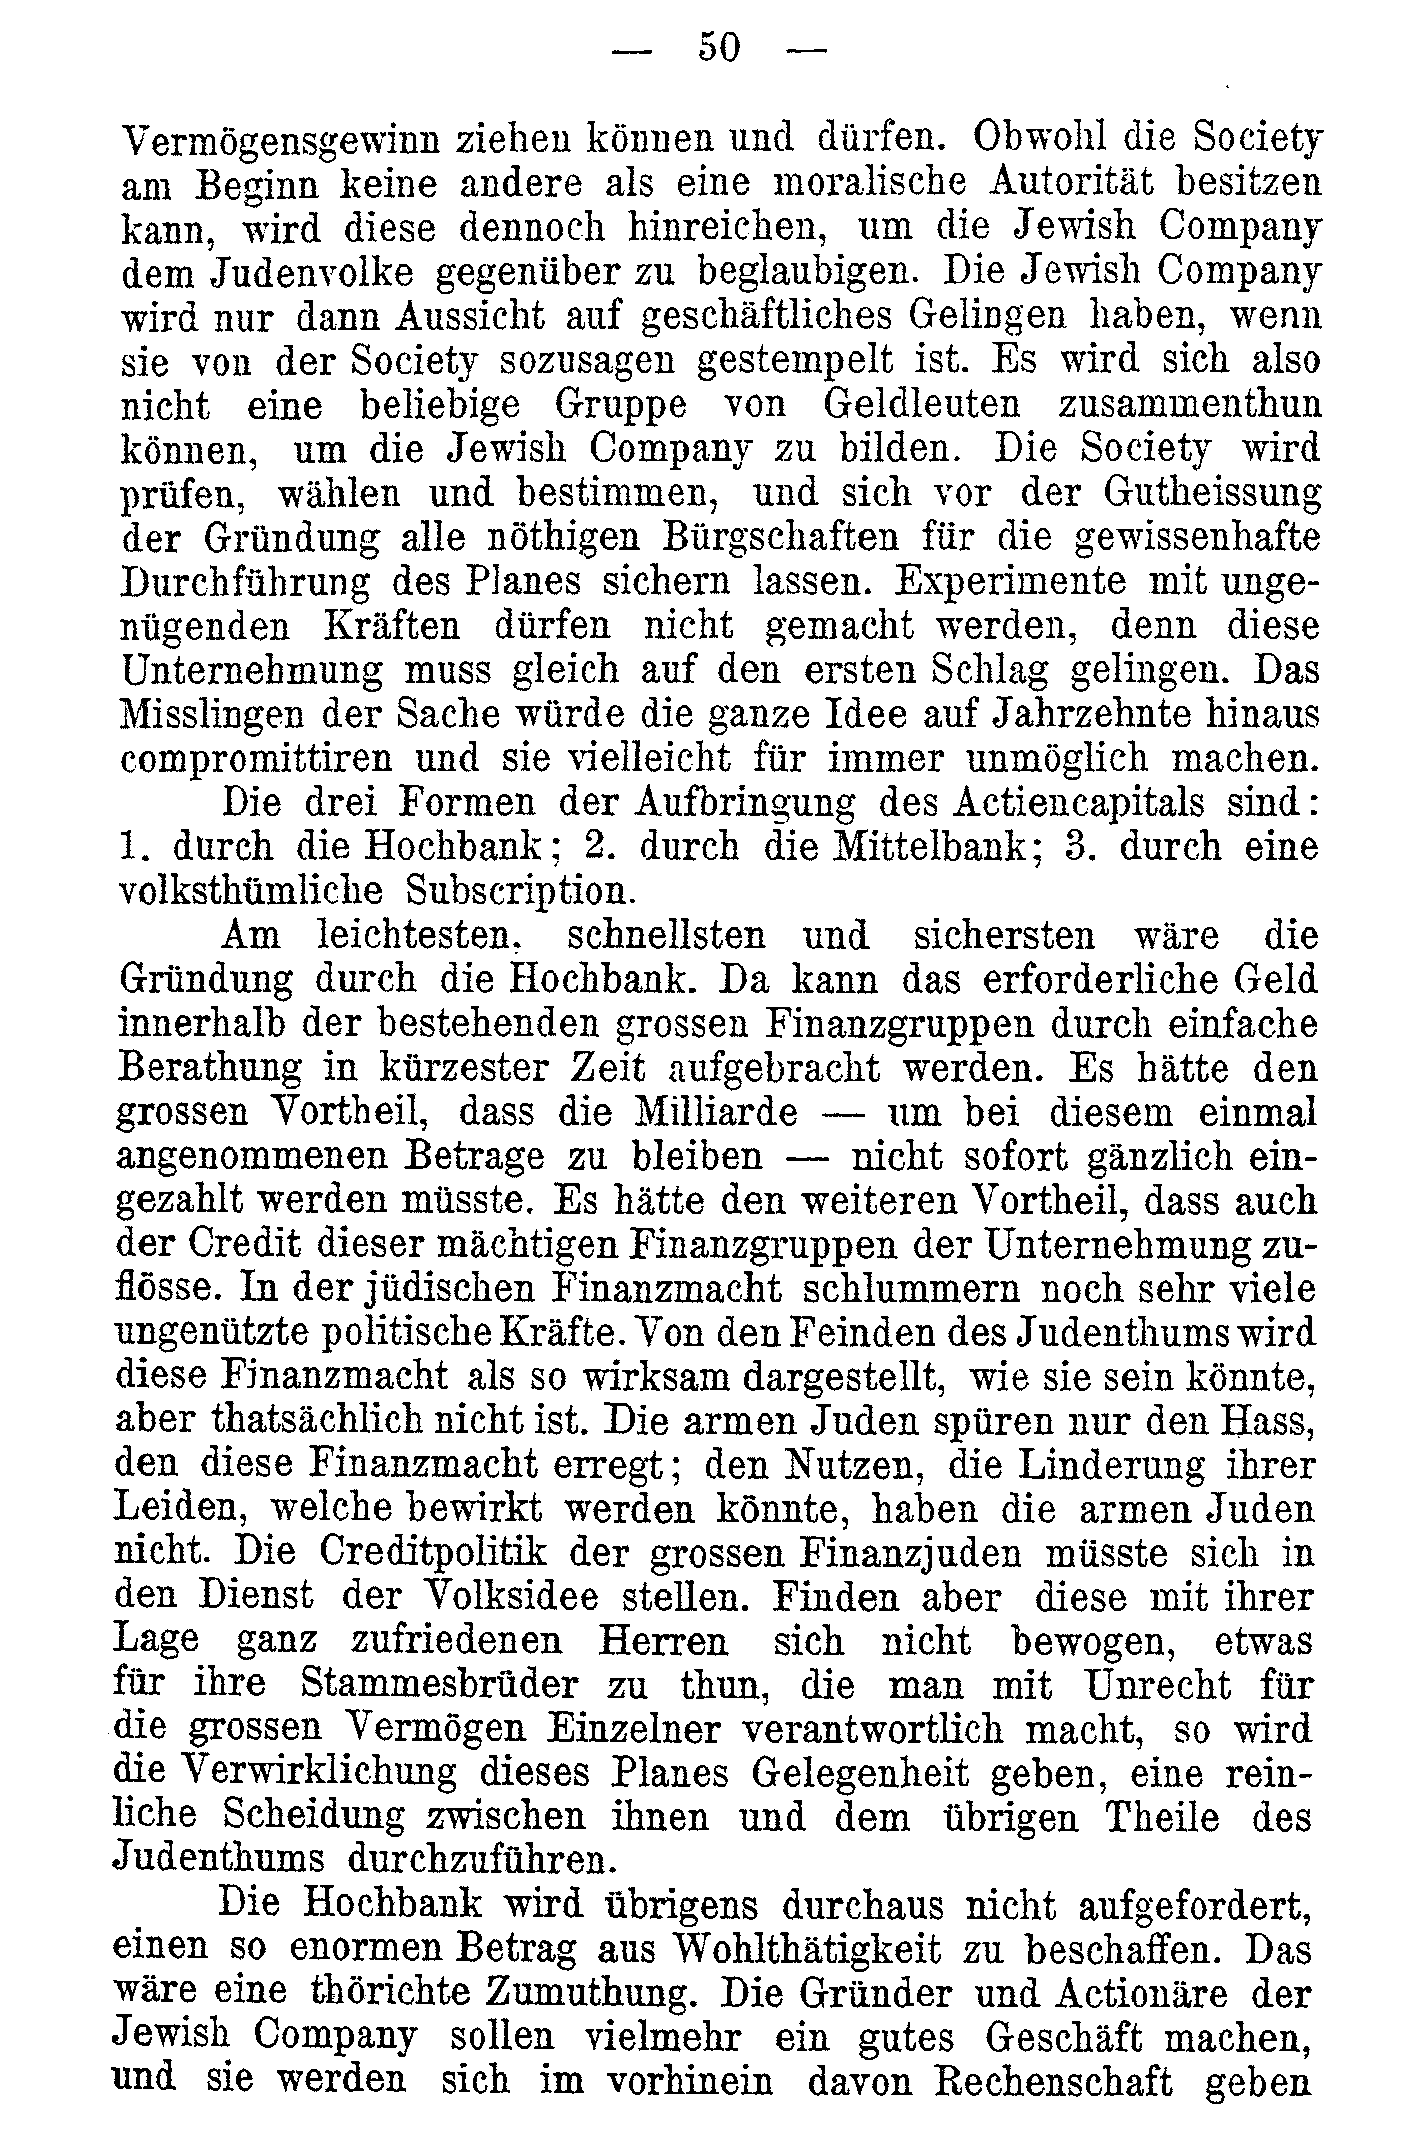 — 50 —
Vermögensgewinn ziehen können und dürfen. Obwohl die Society
am Beginn keine andere als eine moralische Autorität besitzen
kann, wird diese dennoch hinreichen, um die Jewish Company
dem Judenvolke gegenüber zu beglaubigen. Die Jewish Company
wird nur dann Aussicht auf geschäftliches Gelingen haben, wenn
sie von der Society sozusagen gestempelt ist. Es wird sich also
nicht eine beliebige Gruppe von Geldleuten zusammenthun
können, um die Jewish Company zu bilden. Die Society wird
prüfen, wählen und bestimmen, und sich vor der Gutheissung
der Gründung alle nöthigen Bürgschaften für die gewissenhafte
Durchführung des Planes sichern lassen. Experimente mit unge-
nügenden Kräften dürfen nicht gemacht werden, denn diese
Unternehmung muss gleich auf den ersten Schlag gelingen. Das
Misslingen der Sache würde die ganze Idee auf Jahrzehnte hinaus
compromittiren und sie vielleicht für immer unmöglich machen.
Die drei Formen der Aufbringung des Actiencapitals sind:
1. durch die Hochbank; 2. durch die Mittelbank; 3. durch eine
volksthümliche Subscription.
Am leichtesten, schnellsten und sichersten wäre die
Gründung durch die Hochbank. Da kann das erforderliche Geld
innerhalb der bestehenden grossen Finanzgruppen durch einfache
Berathung in kürzester Zeit aufgebracht werden. Es hätte den
grossen Vortheil, dass die Milliarde — um bei diesem einmal
angenommenen Betrage zu bleiben — nicht sofort gänzlich ein-
gezahlt werden müsste. Es hätte den weiteren Vortheil, dass auch
der Credit dieser mächtigen Finanzgruppen der Unternehmung zu-
flösse. In der jüdischen Finanzmacht schlummern noch sehr viele
ungenützte politische Kräfte. Von den Feinden des Judenthums wird
diese Finanzmacht als so wirksam dargestellt, wie sie sein könnte,
aber thatsächlich nicht ist. Die armen Juden spüren nur den Hass,
den diese Finanzmacht erregt; den Nutzen, die Linderung ihrer
Leiden, welche bewirkt werden könnte, haben die armen Juden
nicht. Die Creditpolitik der grossen Finanzjuden müsste sich in
den Dienst der Volksidee stellen. Finden aber diese mit ihrer
Lage ganz zufriedenen Herren sich nicht bewogen, etwas
für ihre Stammesbrüder zu thun, die man mit Unrecht für
die grossen Vermögen Einzelner verantwortlich macht, so wird
die Verwirklichung dieses Planes Gelegenheit geben, eine rein-
liche Scheidung zwischen ihnen und dem übrigen Theile des
Judenthums durchzuführen.
Die Hochbank wird übrigens durchaus nicht aufgefordert,
einen so enormen Betrag aus Wohlthätigkeit zu beschaffen. Das
wäre eine thörichte Zumuthung. Die Gründer und Actionäre der
Jewish Company sollen vielmehr ein gutes Geschäft machen,
und sie werden sich im vorhinein davon Rechenschaft geben